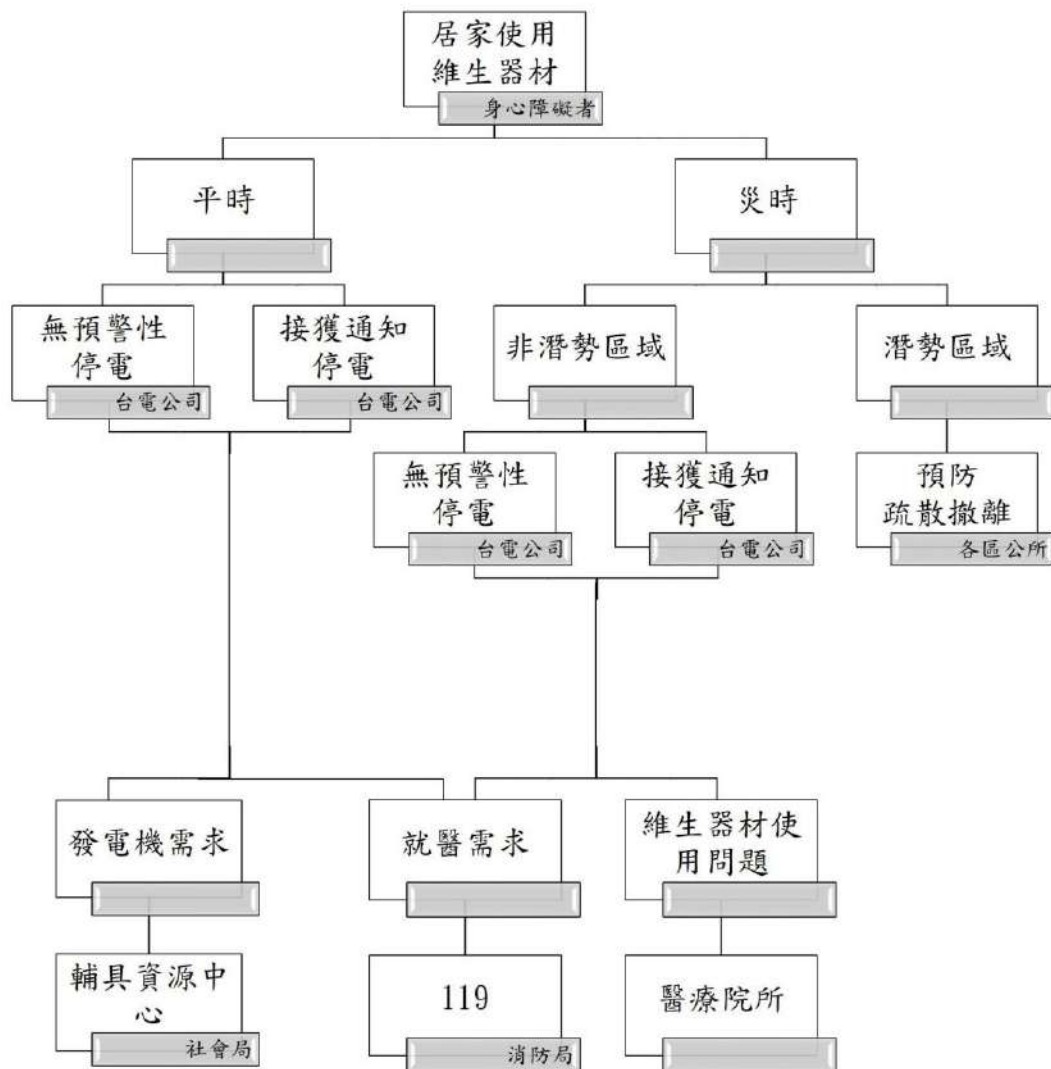 居家使用
維生器材
身心障礙者
平時
災時
無預警性
停電
台電公司
接獲通知
停電
台電公司
非潛勢區域
潛勢區域
無預警性
停電
台電公司
接獲通知
停電
台電公司
預防
疏散撤離
各區公所
發電機需求
就醫需求
維生器材使
用問題
輔具資源中
心
社會局
119
消防局
醫療院所